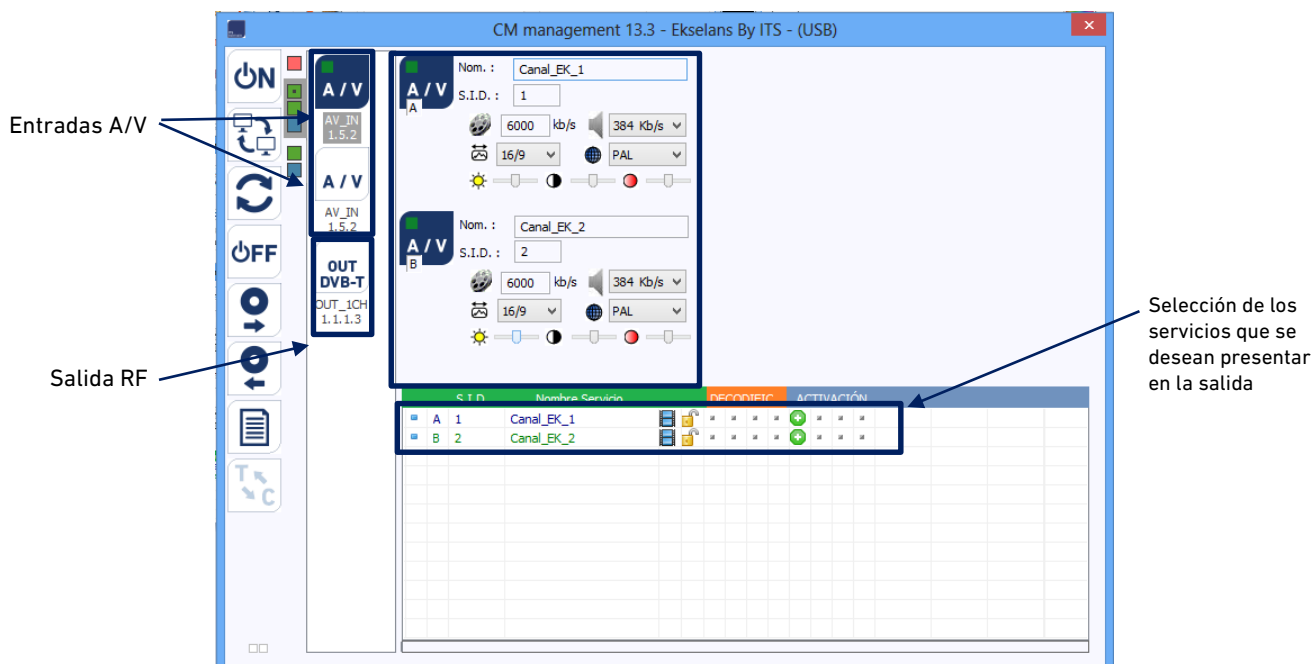 CM management 13.3 - Ekselans By ITS - (USB)
ON
OFF
T
C
Entradas A/V
Salida RF
A / V
AV_IN
1.5.2
A / V
AV_IN
1.5.2
OUT
DVB-T
OUT_1CH
1.1.1.3
A / V
A
Nom. : Canal_EK_1
S.I.D. : 1
6000 kb/s 384 Kb/s
16/9 PAL
A / V
B
Nom. : Canal_EK_2
S.I.D. : 2
6000 kb/s 384 Kb/s
16/9 PAL
S.I.D. Nombre Servicio DECODIFIC. ACTIVACIÓN
A 1 Canal_EK_1
B 2 Canal_EK_2
Selección de los
servicios que se
desean presentar
en la salida